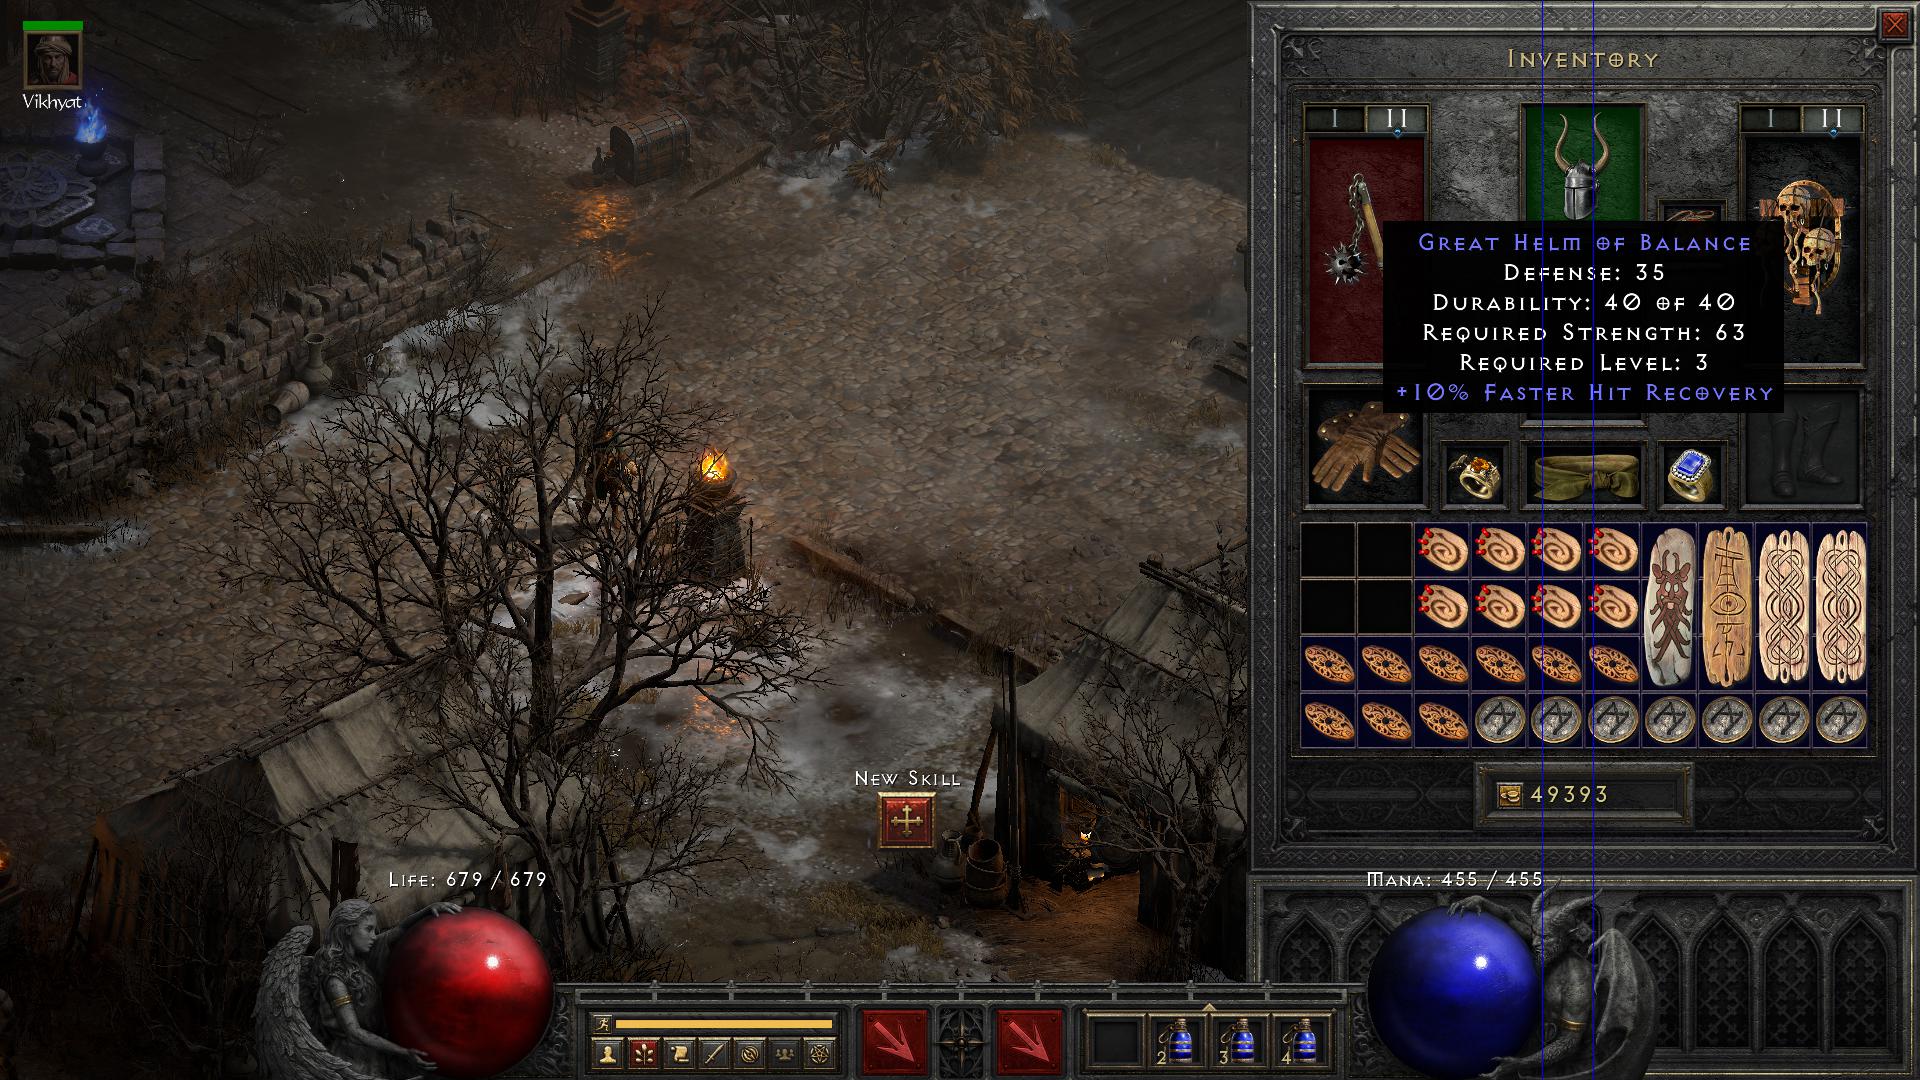 Vikhyat
Inventory
I
II
I
II
Great Helm of Balance
Defense: 35
Durability: 40 of 40
Required Strength: 63
Required Level: 3
+10% Faster Hit Recovery
49393
New Skill
Life: 679 / 679
Mana: 455 / 455
2
3
4